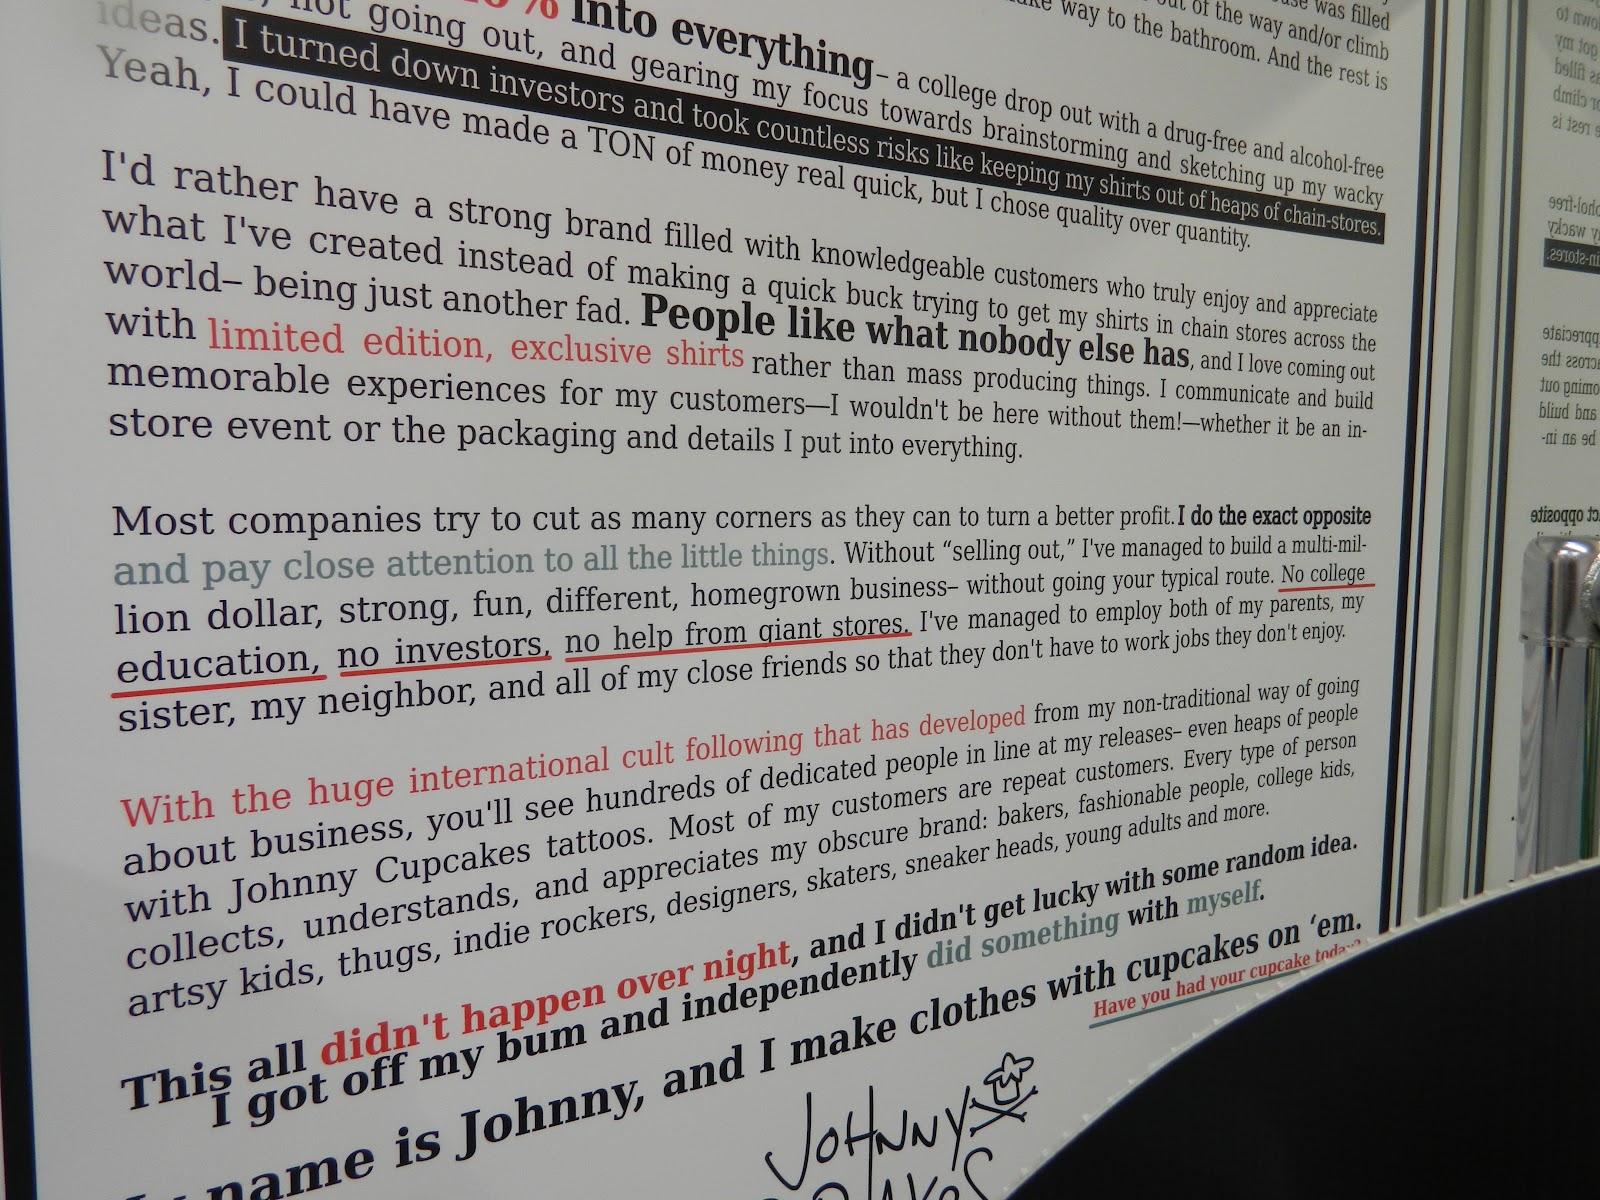 out of the way and/or climb
way to the bathroom. And the rest is
% into everything– a college drop out with a drug-free and alcohol-free
not going out, and gearing my focus towards brainstorming and sketching up my wacky
ideas. I turned down investors and took countless risks like keeping my shirts out of heaps of chain-stores.
Yeah, I could have made a TON of money real quick, but I chose quality over quantity.
I'd rather have a strong brand filled with knowledgeable customers who truly enjoy and appreciate
what I've created instead of making a quick buck trying to get my shirts in chain stores across the
world– being just another fad. People like what nobody else has, and I love coming out
with limited edition, exclusive shirts rather than mass producing things. I communicate and build
memorable experiences for my customers—I wouldn't be here without them!—whether it be an in-
store event or the packaging and details I put into everything.
Most companies try to cut as many corners as they can to turn a better profit. I do the exact opposite
and pay close attention to all the little things. Without “selling out,” I've managed to build a multi-mil-
lion dollar, strong, fun, different, homegrown business– without going your typical route. No college
education, no investors, no help from giant stores. I've managed to employ both of my parents, my
sister, my neighbor, and all of my close friends so that they don't have to work jobs they don't enjoy.
With the huge international cult following that has developed from my non-traditional way of going
about business, you'll see hundreds of dedicated people in line at my releases– even heaps of people
with Johnny Cupcakes tattoos. Most of my customers are repeat customers. Every type of person
collects, understands, and appreciates my obscure brand: bakers, fashionable people, college kids,
artsy kids, thugs, indie rockers, designers, skaters, sneaker heads, young adults and more.
This all didn't happen over night, and I didn't get lucky with some random idea.
I got off my bum and independently did something with myself.
name is Johnny, and I make clothes with cupcakes on ‘em.
Have you had your cupcake today?
JOHNNY